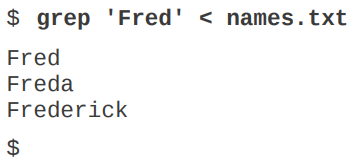 $ grep 'Fred' < names.txt
Fred
Freda
Frederick
$